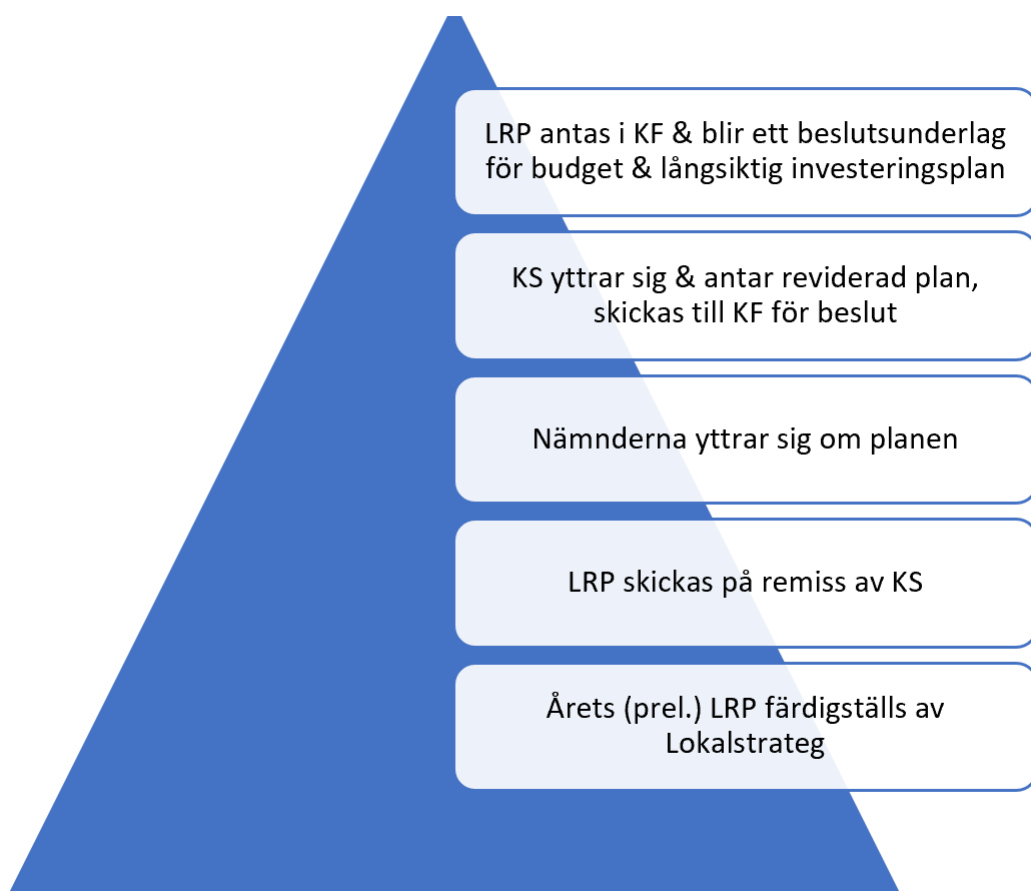 LRP antas i KF & blir ett beslutsunderlag
för budget & långsiktig investeringsplan
KS yttrar sig & antar reviderad plan,
skickas till KF för beslut
Nämnderna yttrar sig om planen
LRP skickas på remiss av KS
Årets (prel.) LRP färdigställs av
Lokalstrateg